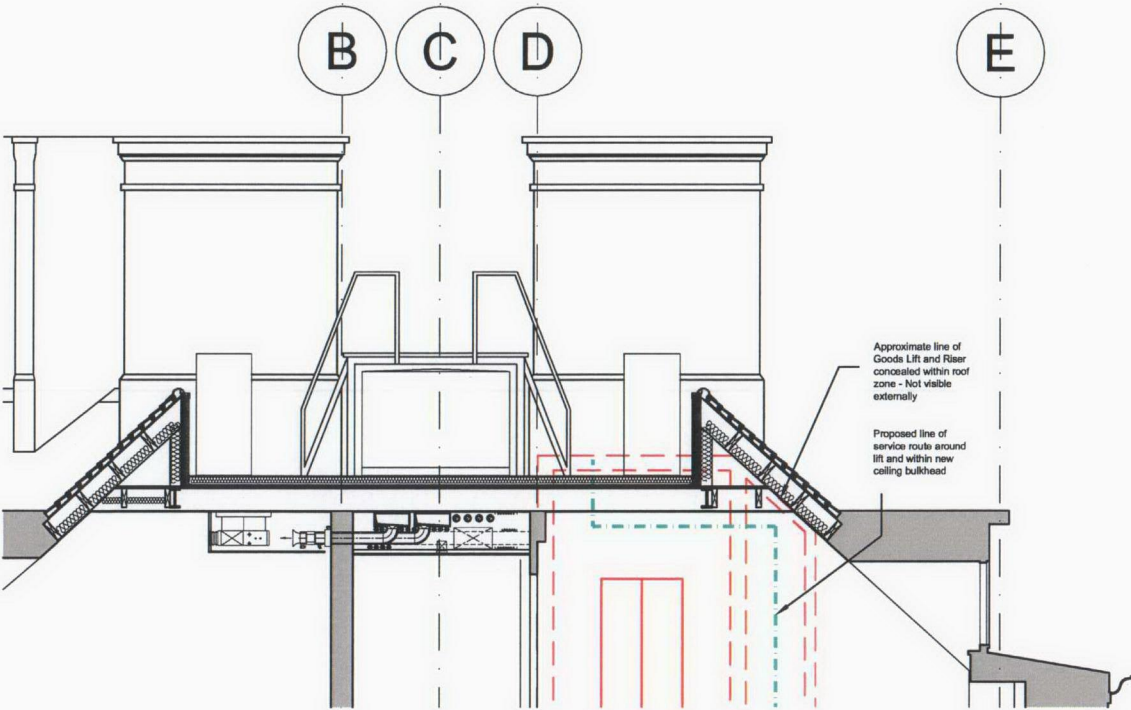 B C D E
Approximate line of
Goods Lift and Riser
concealed within roof
zone - Not visible
externally
Proposed line of
service route around
lift and within new
ceiling bulkhead